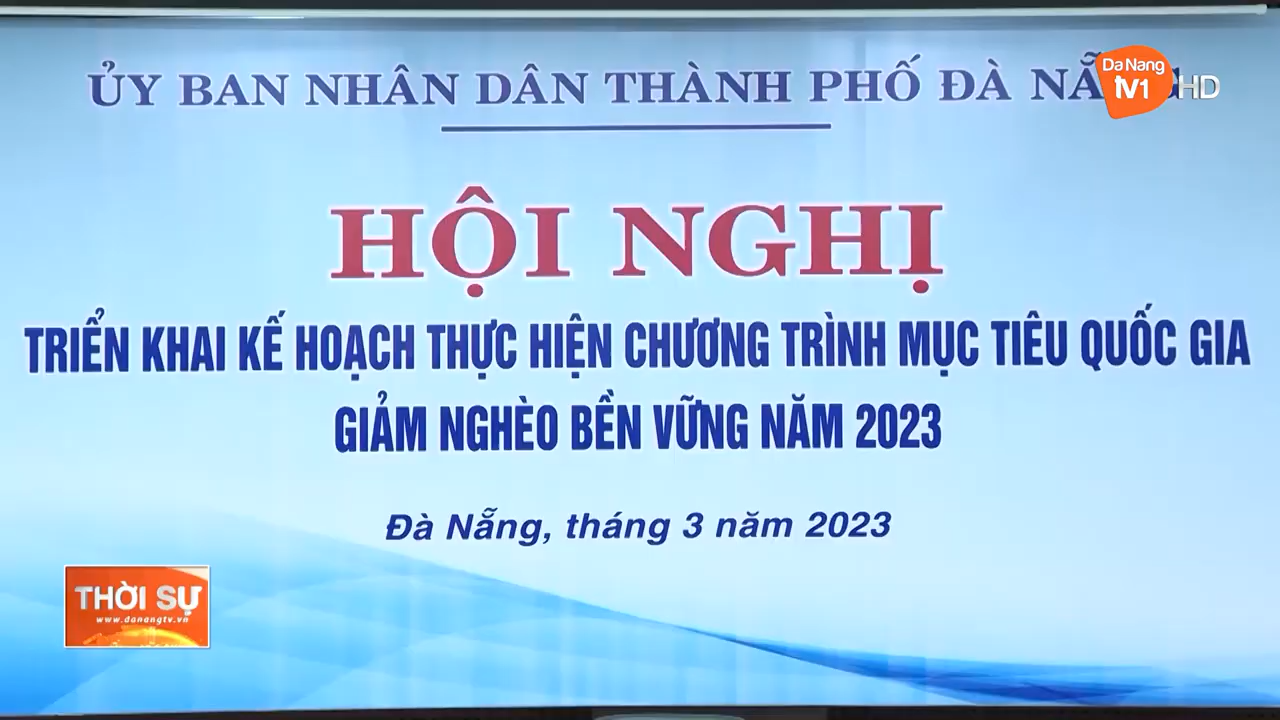 ỦY BAN NHÂN DÂN THÀNH PHỐ ĐÀ NẴNG
Da Nang
tv1 HD
HỘI NGHỊ
TRIỂN KHAI KẾ HOẠCH THỰC HIỆN CHƯƠNG TRÌNH MỤC TIÊU QUỐC GIA
GIẢM NGHÈO BỀN VỮNG NĂM 2023
Đà Nẵng, tháng 3 năm 2023
THỜI SỰ
www.danangtv.vn